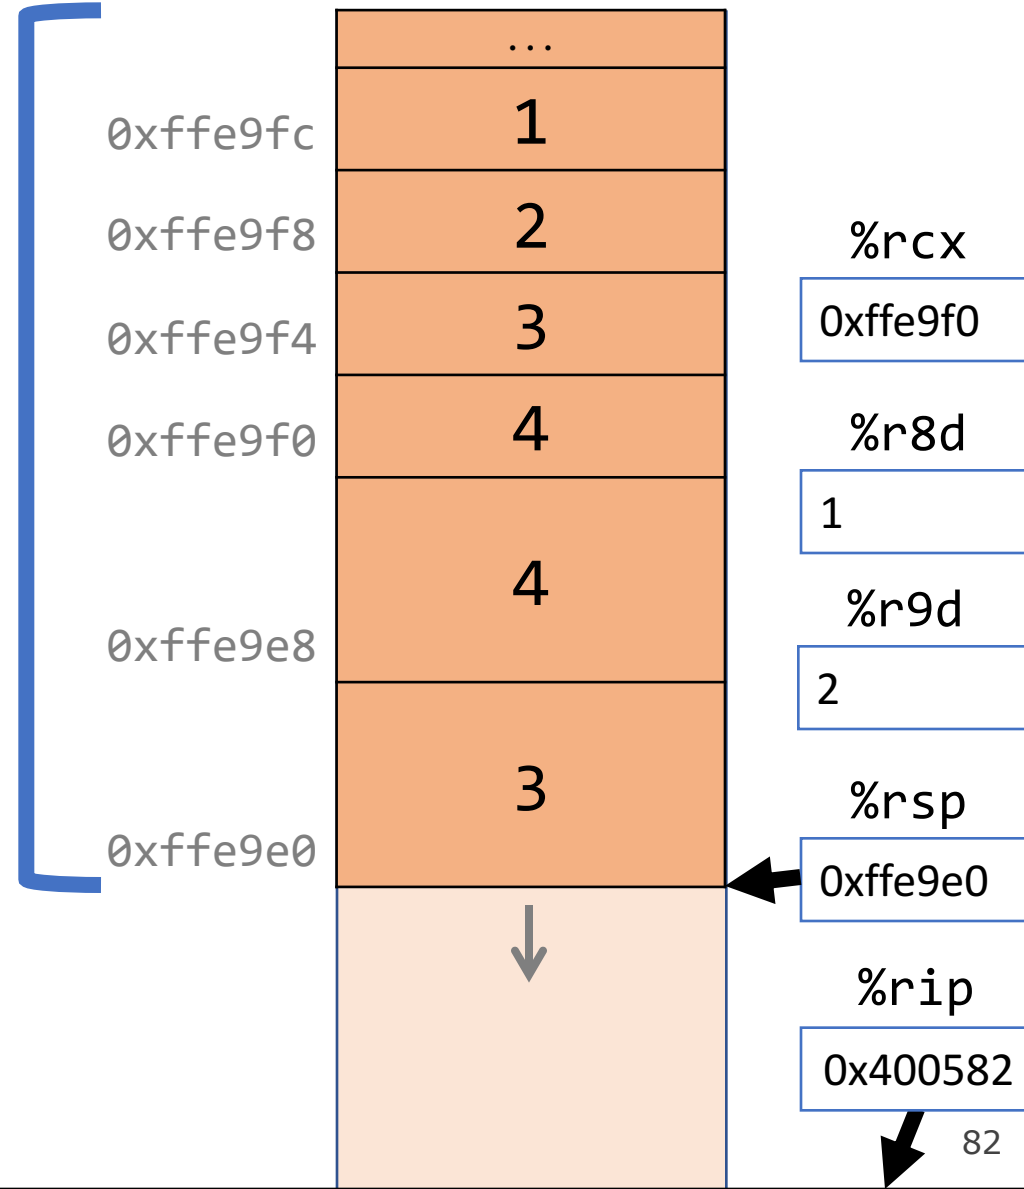 ...
0xffe9fc 1
0xffe9f8 2
%rcx
0xffe9f4 3 0xffe9f0
0xffe9f0 4 %r8d
1
4 %r9d
0xffe9e8 2
3 %rsp
0xffe9e0 0xffe9e0
%rip
0x400582
82